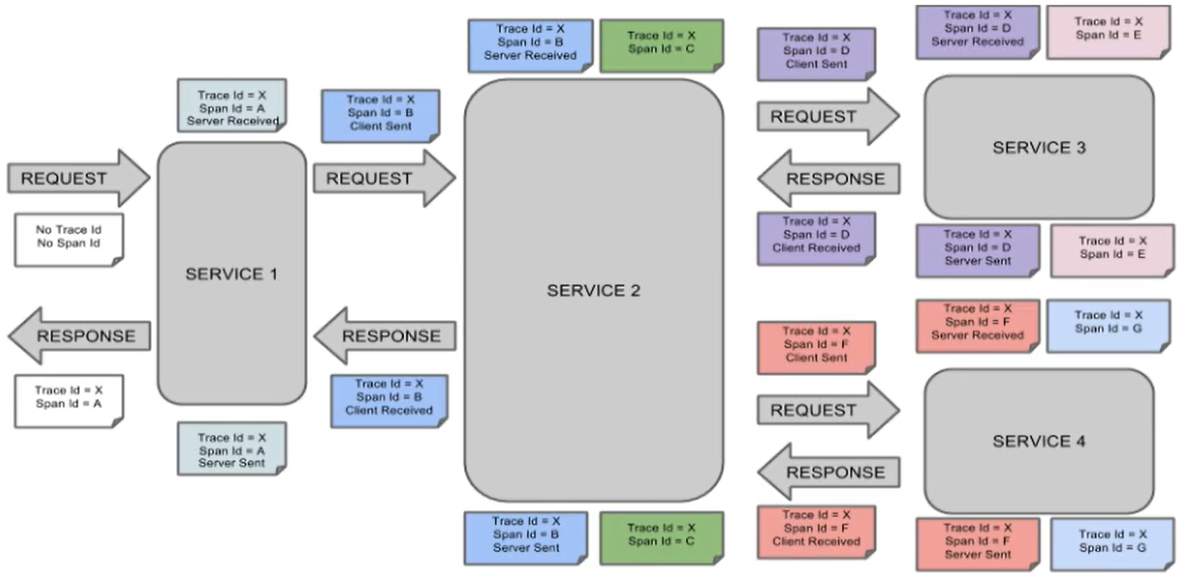 Trace Id = X
Span Id = B
Server Received
Trace Id = X
Span Id = C
Trace Id = X
Span Id = D
Client Sent
Trace Id = X
Span Id = D
Server Received
Trace Id = X
Span Id = E
Trace Id = X
Span Id = A
Server Received
Trace Id = X
Span Id = B
Client Sent
REQUEST
REQUEST
REQUEST
SERVICE 3
RESPONSE
No Trace Id
No Span Id
Trace Id = X
Span Id = D
Client Received
Trace Id = X
Span Id = D
Server Sent
Trace Id = X
Span Id = E
SERVICE 1
SERVICE 2
RESPONSE
RESPONSE
Trace Id = X
Span Id = F
Client Sent
Trace Id = X
Span Id = F
Server Received
Trace Id = X
Span Id = G
Trace Id = X
Span Id = A
Trace Id = X
Span Id = B
Client Received
REQUEST
SERVICE 4
RESPONSE
Trace Id = X
Span Id = A
Server Sent
Trace Id = X
Span Id = B
Server Sent
Trace Id = X
Span Id = C
Trace Id = X
Span Id = F
Client Received
Trace Id = X
Span Id = F
Server Sent
Trace Id = X
Span Id = G